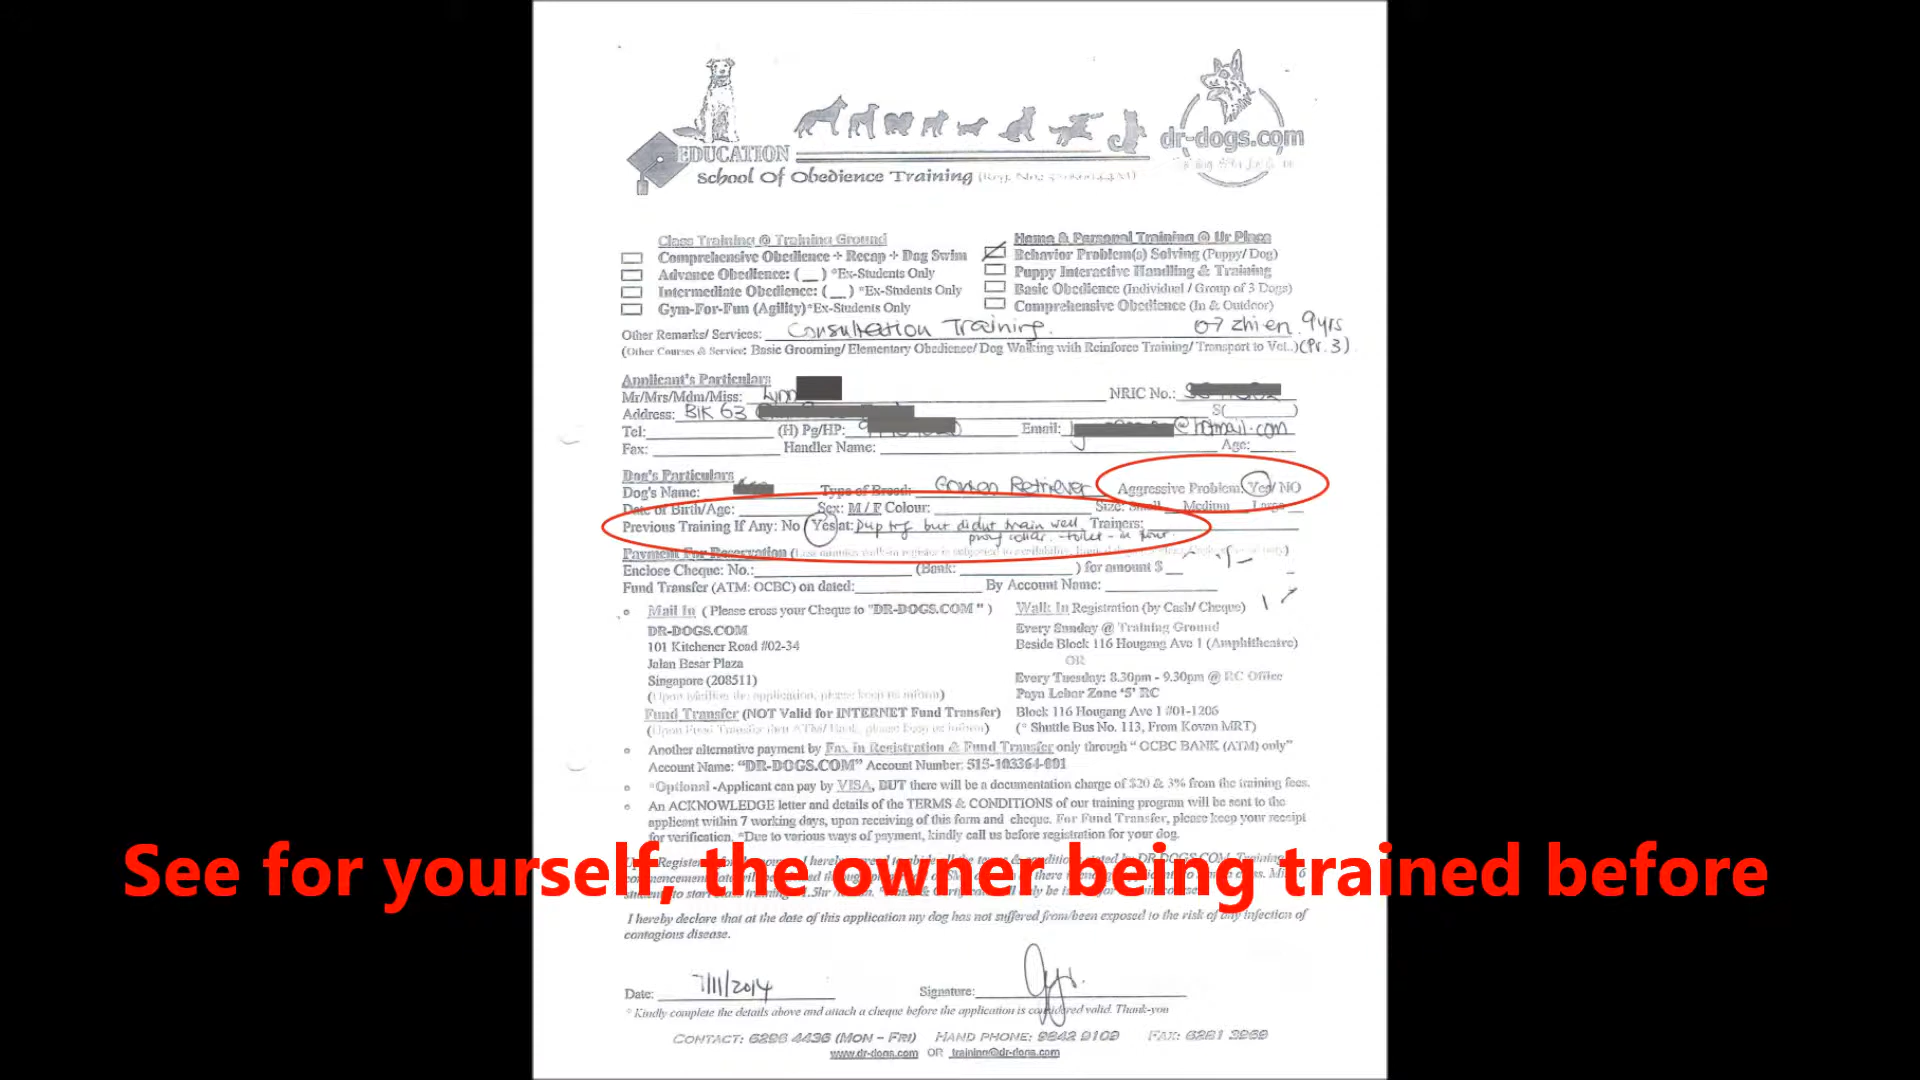 EDUCATION
School Of Obedience Training
dr-dogs.com
Class Training @ Training Ground
Comprehensive Obedience + Recap + Dog Swim
Advance Obedience: ( __ ) *Ex-Students Only
Intermediate Obedience: ( __ ) *Ex-Students Only
Gym-For-Fun (Agility)*Ex-Students Only
Home & Personal Training @ Ur Place
Behavior Problem(s) Solving (Puppy/ Dog)
Puppy Interactive Handling & Training
Basic Obedience (Individual / Group of 3 Dogs)
Comprehensive Obedience (In & Outdoor)
Other Remarks/ Services: Consultation Training. 07 zhi en. 9yrs
(Other Courses & Service: Basic Grooming/ Elementary Obedience/ Dog Walking with Reinforce Training/ Transport to Vet..) (Pr. 3)
Applicant's Particulars
Mr/Mrs/Mdm/Miss: NRIC No.:
Address: Blk 63 S( )
Tel: (H) Pg/HP: Email: @hotmail.com
Fax: Handler Name: Age:
Dog's Particulars
Dog's Name: Type of Breed: Golden Retriever Aggressive Problem: Yes/ NO
Date of Birth/Age: Sex: M / F Colour: Size: Small Medium Large
Previous Training If Any: No Yes at: but didnt train well Trainers:
toilet - in
Payment For Reservation
Enclose Cheque: No.: (Bank: ) for amount $
Fund Transfer (ATM: OCBC) on dated: By Account Name:
Mail In ( Please cross your Cheque to "DR-DOGS.COM " )
DR-DOGS.COM
101 Kitchener Road #02-34
Jalan Besar Plaza
Singapore (208511)
Fund Transfer (NOT Valid for INTERNET Fund Transfer)
Walk In Registration (by Cash/ Cheque)
Every Sunday @ Training Ground
Beside Block 116 Hougang Ave 1 (Amphitheatre)
OR
Every Tuesday: 8.30pm - 9.30pm @ RC Office
Paya Lebar Zone '5' RC
Block 116 Hougang Ave 1 #01-1206
(* Shuttle Bus No. 113, From Kovan MRT)
Another alternative payment by Fax in Registration & Fund Transfer only through " OCBC BANK (ATM) only"
Account Name: "DR-DOGS.COM" Account Number: 515-103364-001
*Optional -Applicant can pay by VISA, BUT there will be a documentation charge of $20 & 3% from the training fees.
An ACKNOWLEDGE letter and details of the TERMS & CONDITIONS of our training program will be sent to the
applicant within 7 working days, upon receiving of this form and cheque. For Fund Transfer, please keep your receipt
for verification. *Due to various ways of payment, kindly call us before registration for your dog.
See for yourself, the owner being trained before
I hereby declare that at the date of this application my dog has not suffered from/been exposed to the risk of any infection of
contagious disease.
Date: 7/11/2014 Signature:
* Kindly complete the details above and attach a cheque before the application is considered valid. Thank-you
CONTACT: 6296 4436 (MON - FRI) HAND PHONE: 9842 9109 FAX: 6281 3969
www.dr-dogs.com OR training@dr-dogs.com